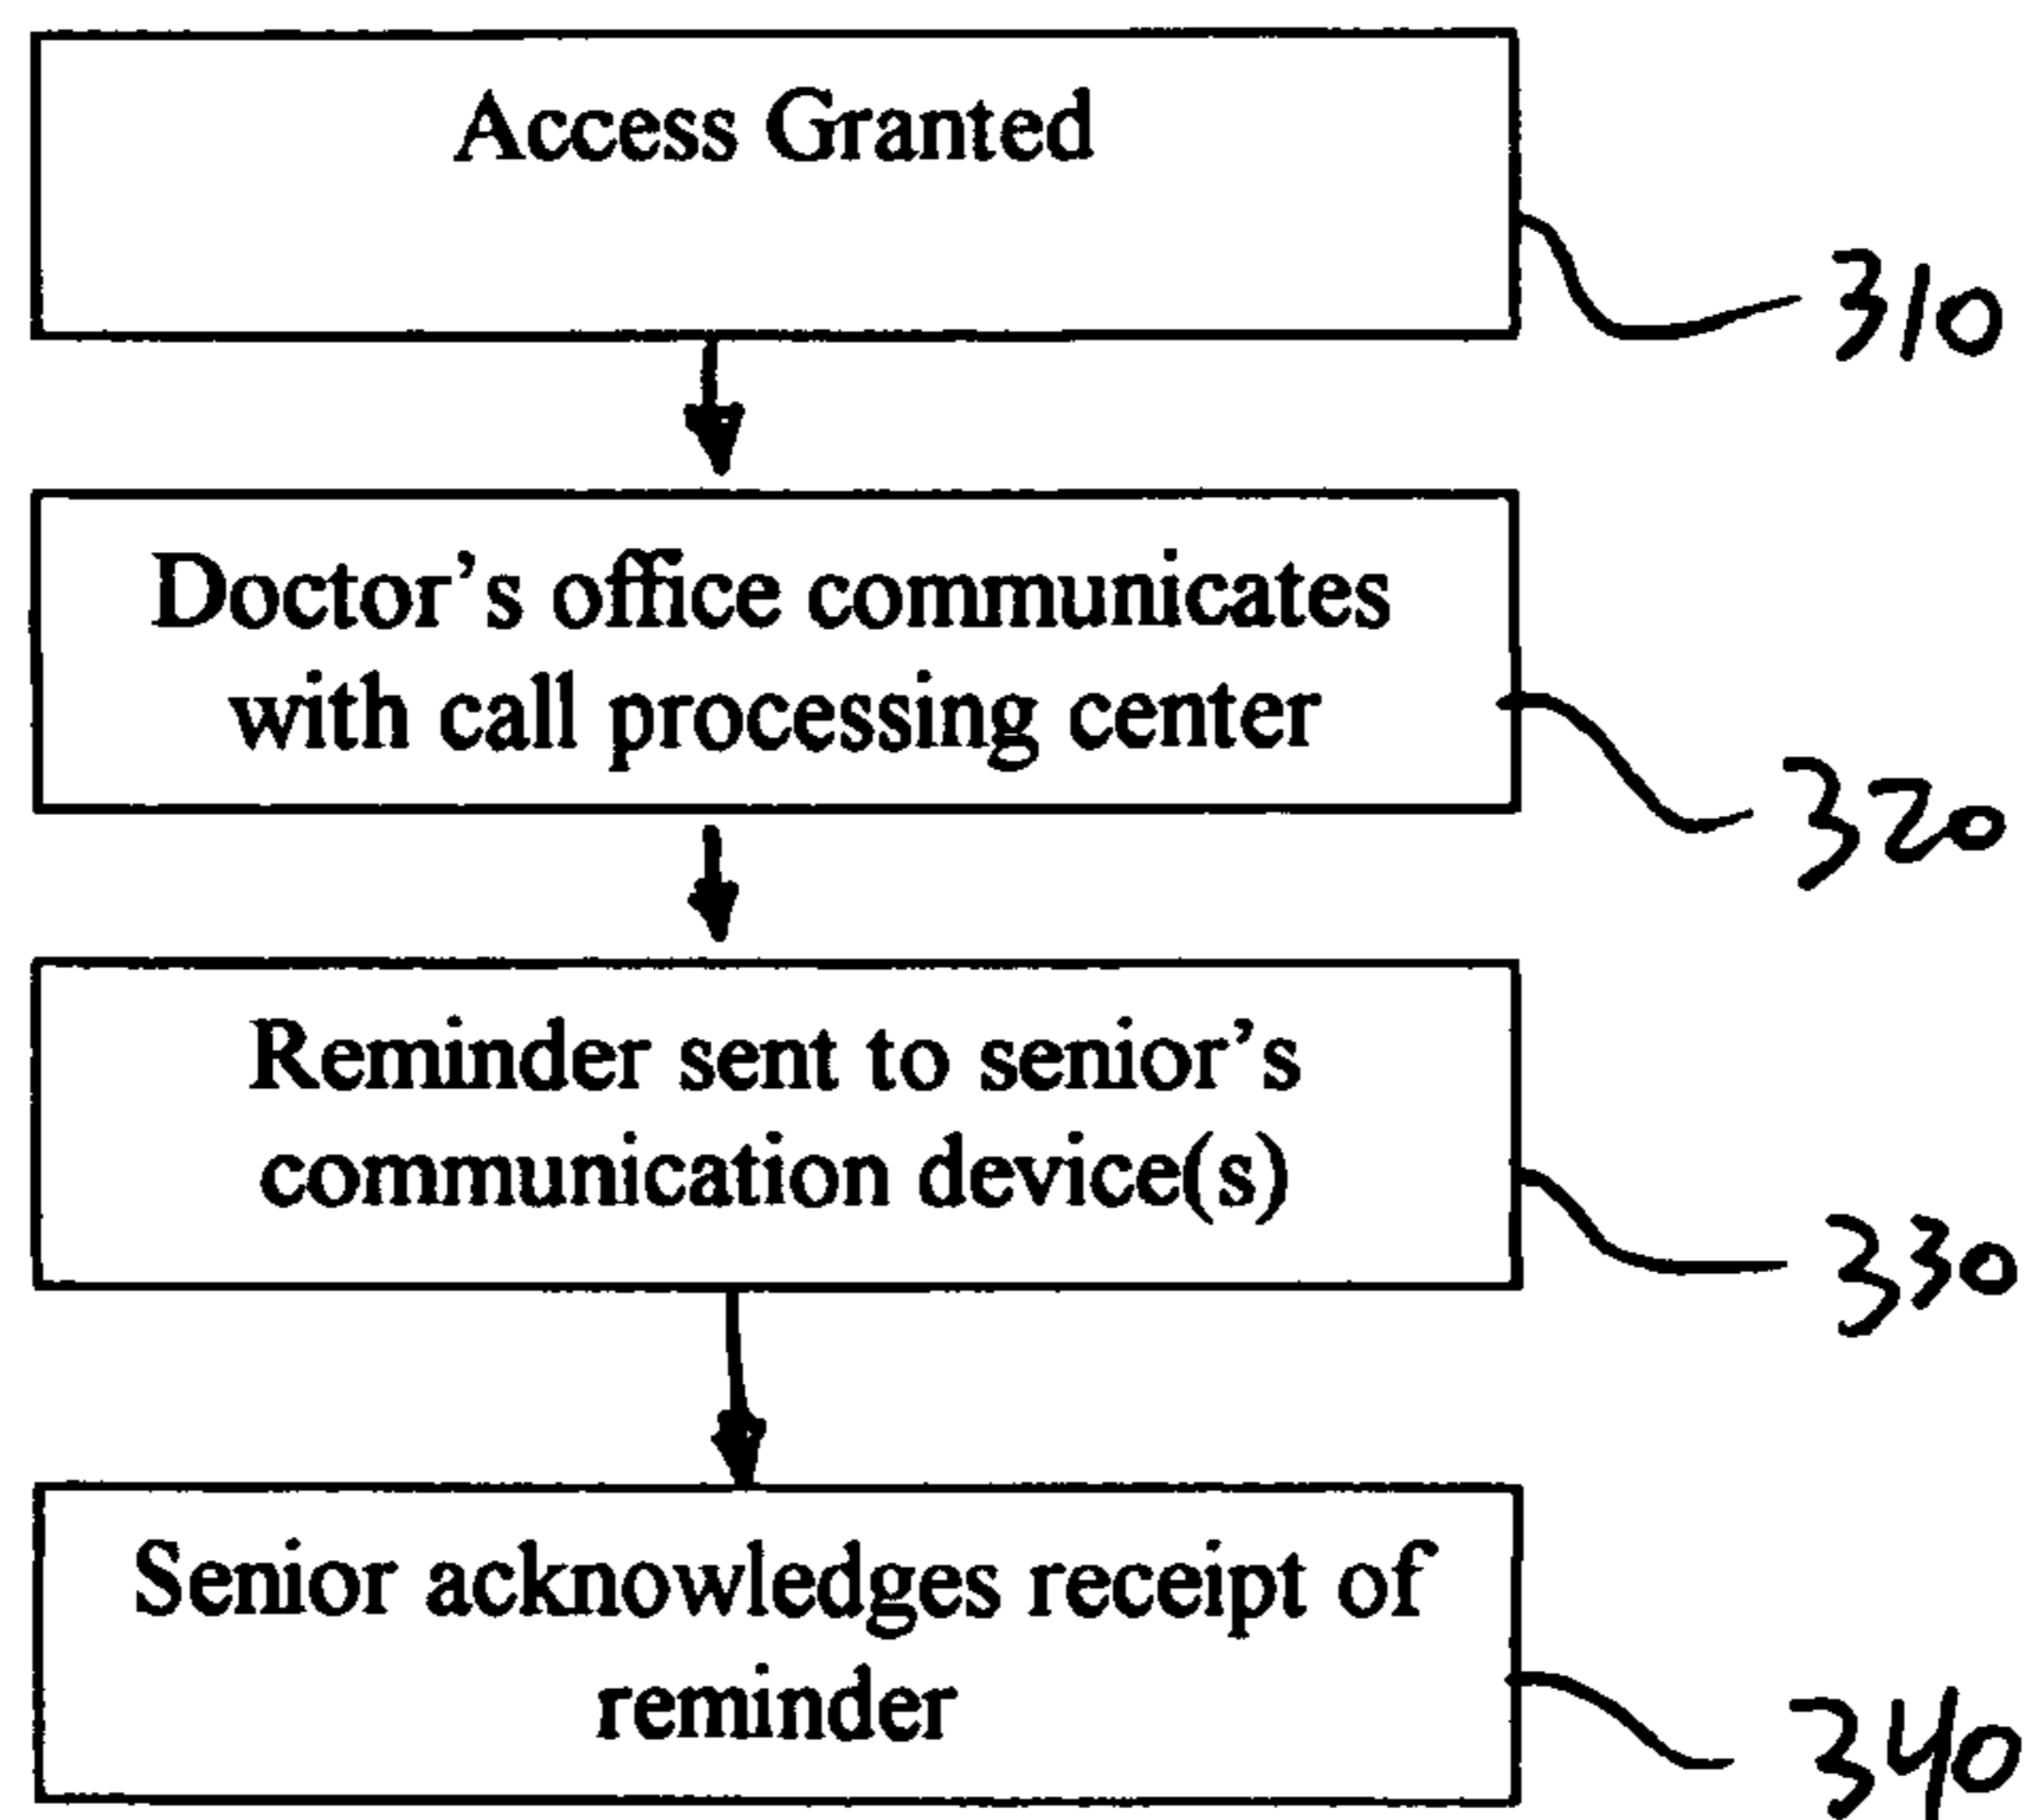 Access Granted
310
Doctor's office communicates
with call processing center
320
Reminder sent to senior's
communication device(s)
330
Senior acknowledges receipt of
reminder
340